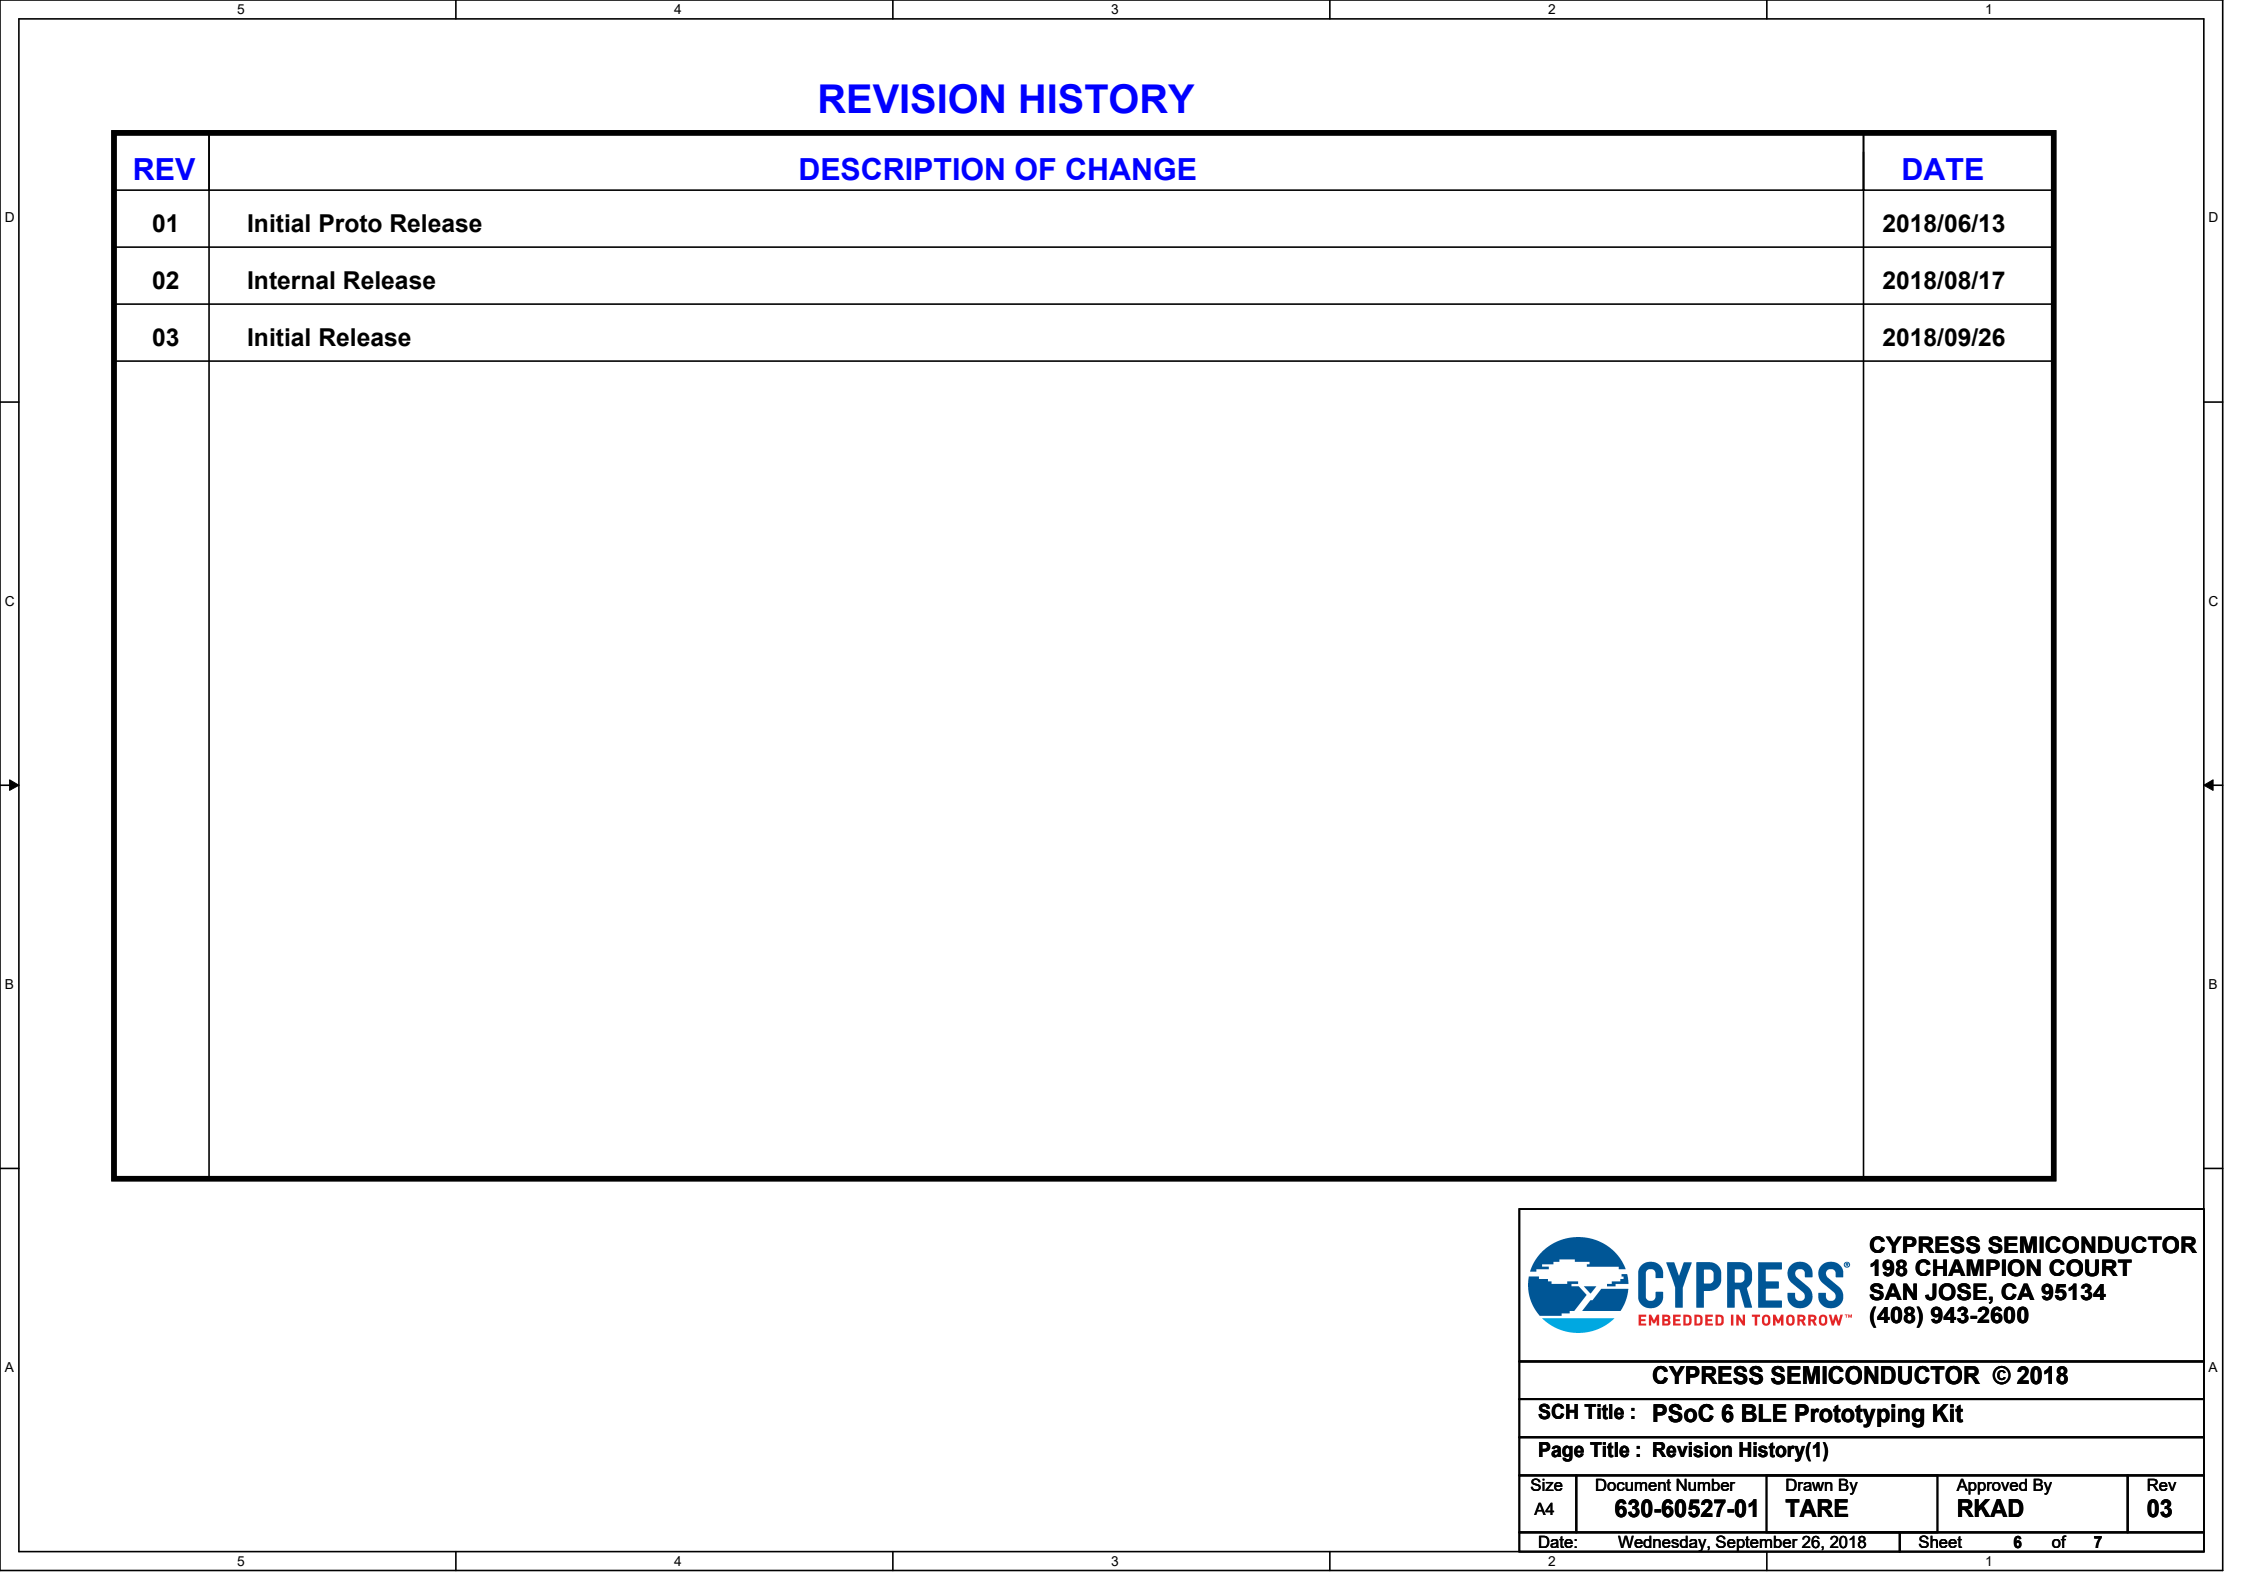 5 4 3 2 1
REVISION HISTORY
REV DESCRIPTION OF CHANGE DATE
01 Initial Proto Release 2018/06/13
D D
02 Internal Release 2018/08/17
03 Initial Release 2018/09/26
C C
B B
CYPRESS®
EMBEDDED IN TOMORROW™
CYPRESS SEMICONDUCTOR
198 CHAMPION COURT
SAN JOSE, CA 95134
(408) 943-2600
A A
CYPRESS SEMICONDUCTOR © 2018
SCH Title : PSoC 6 BLE Prototyping Kit
Page Title : Revision History(1)
Size Document Number Drawn By Approved By Rev
A4 630-60527-01 TARE RKAD 03
Date: Wednesday, September 26, 2018 Sheet 6 of 7
5 4 3 2 1